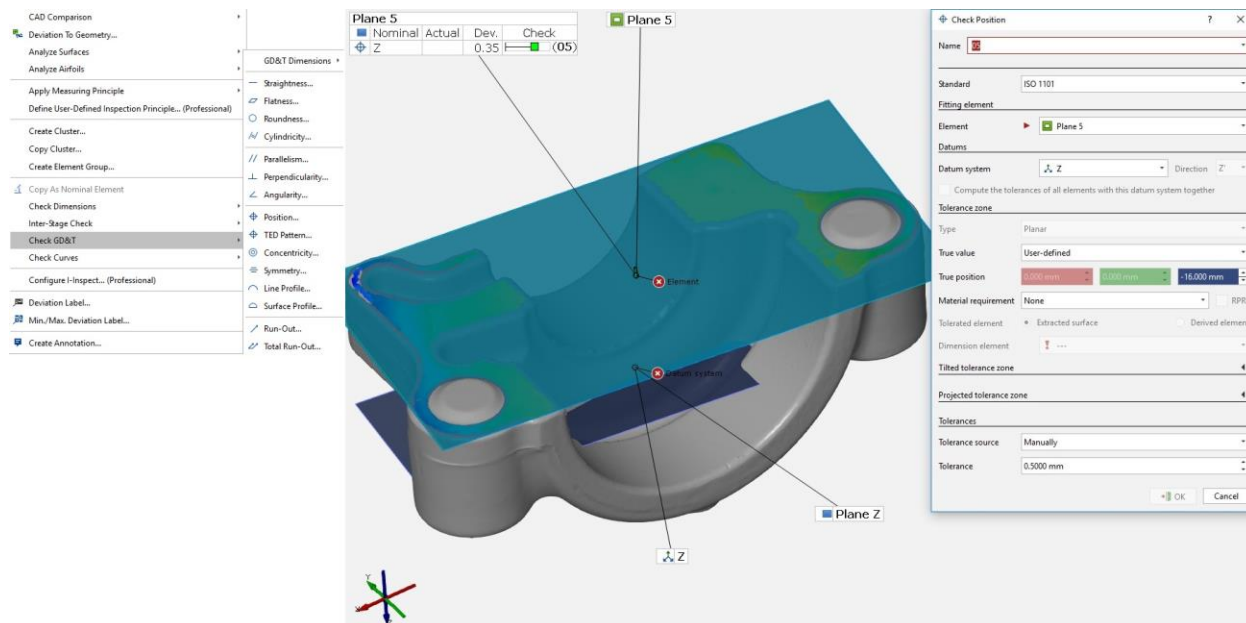 CAD Comparison
Deviation To Geometry...
Analyze Surfaces
Analyze Airfoils
Apply Measuring Principle
Define User-Defined Inspection Principle... (Professional)
Create Cluster...
Copy Cluster...
Create Element Group...
Copy As Nominal Element
Check Dimensions
Inter-Stage Check
Check GD&T
Check Curves
Configure I-Inspect... (Professional)
Deviation Label...
Min./Max. Deviation Label...
Create Annotation...
GD&T Dimensions
Straightness...
Flatness...
Roundness...
Cylindricity...
Parallelism...
Perpendicularity...
Angularity...
Position...
TED Pattern...
Concentricity...
Symmetry...
Line Profile...
Surface Profile...
Run-Out...
Total Run-Out...
Plane 5
Nominal Actual Dev. Check
Z 0.35 (05)
Plane 5
Element
Datum system
Plane Z
Z
X
Y
Check Position ?
Name 05
Standard ISO 1101
Fitting element
Element Plane 5
Datums
Datum system Z Direction Z'
Compute the tolerances of all elements with this datum system together
Tolerance zone
Type Planar
True value User-defined
True position 0.000 mm 0.000 mm -16.000 mm
Material requirement None RPR
Tolerated element Extracted surface Derived element
Dimension element ---
Tilted tolerance zone
Projected tolerance zone
Tolerances
Tolerance source Manually
Tolerance 0.5000 mm
OK Cancel